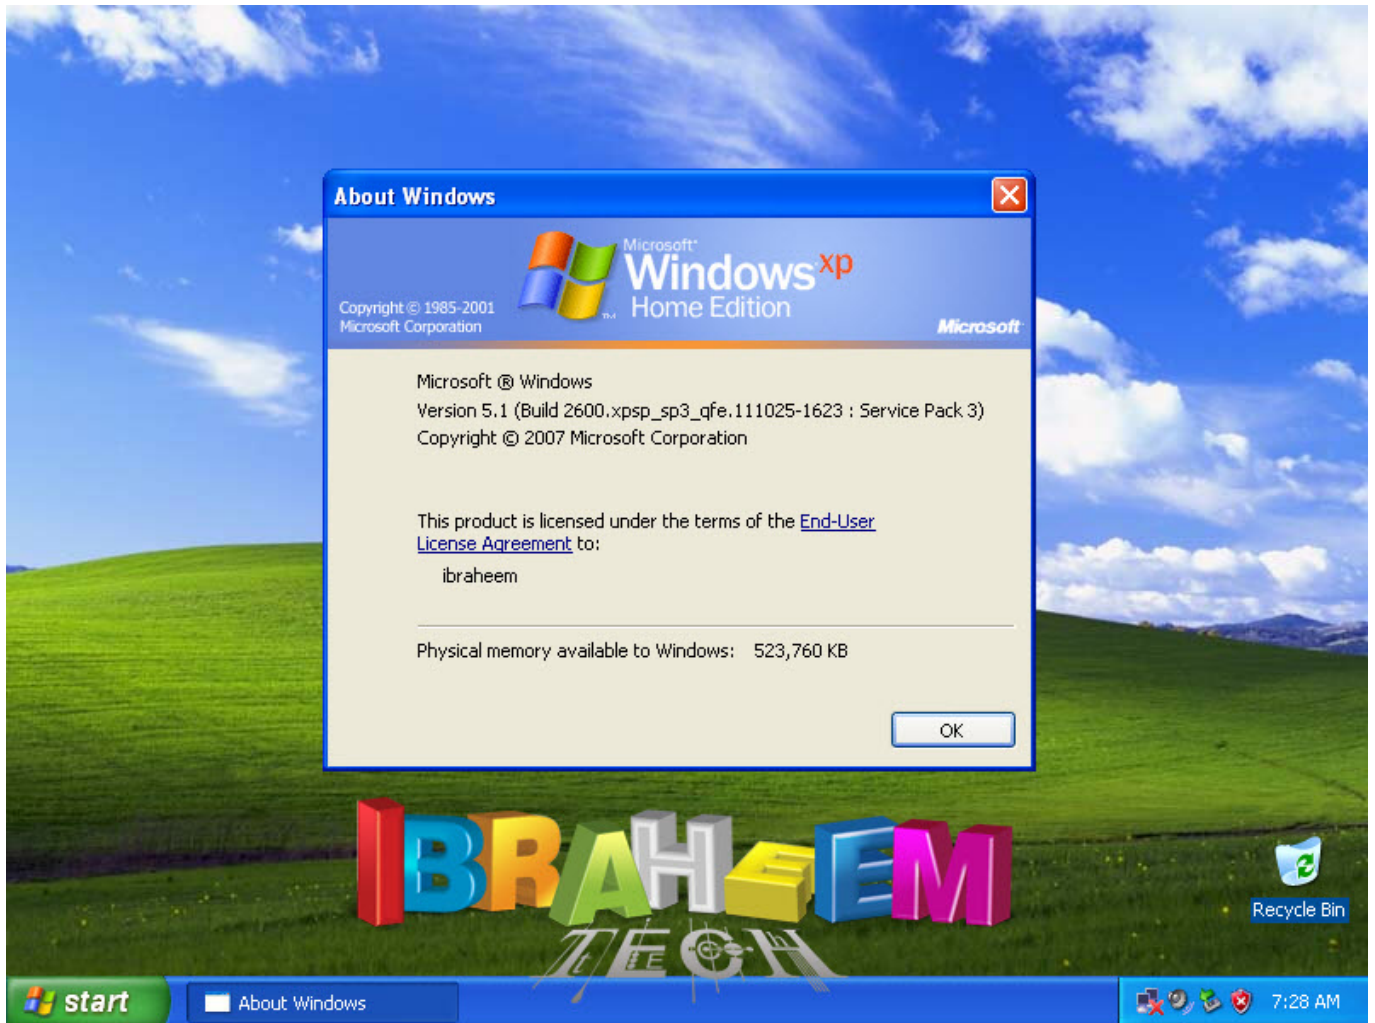 About Windows
Microsoft
Windows xp
Home Edition
Copyright © 1985-2001
Microsoft Corporation
Microsoft
Microsoft ® Windows
Version 5.1 (Build 2600.xpsp_sp3_qfe.111025-1623 : Service Pack 3)
Copyright © 2007 Microsoft Corporation
This product is licensed under the terms of the End-User
License Agreement to:
ibraheem
Physical memory available to Windows: 523,760 KB
OK
IBRAHEEM
TECH
Recycle Bin
start
About Windows
7:28 AM